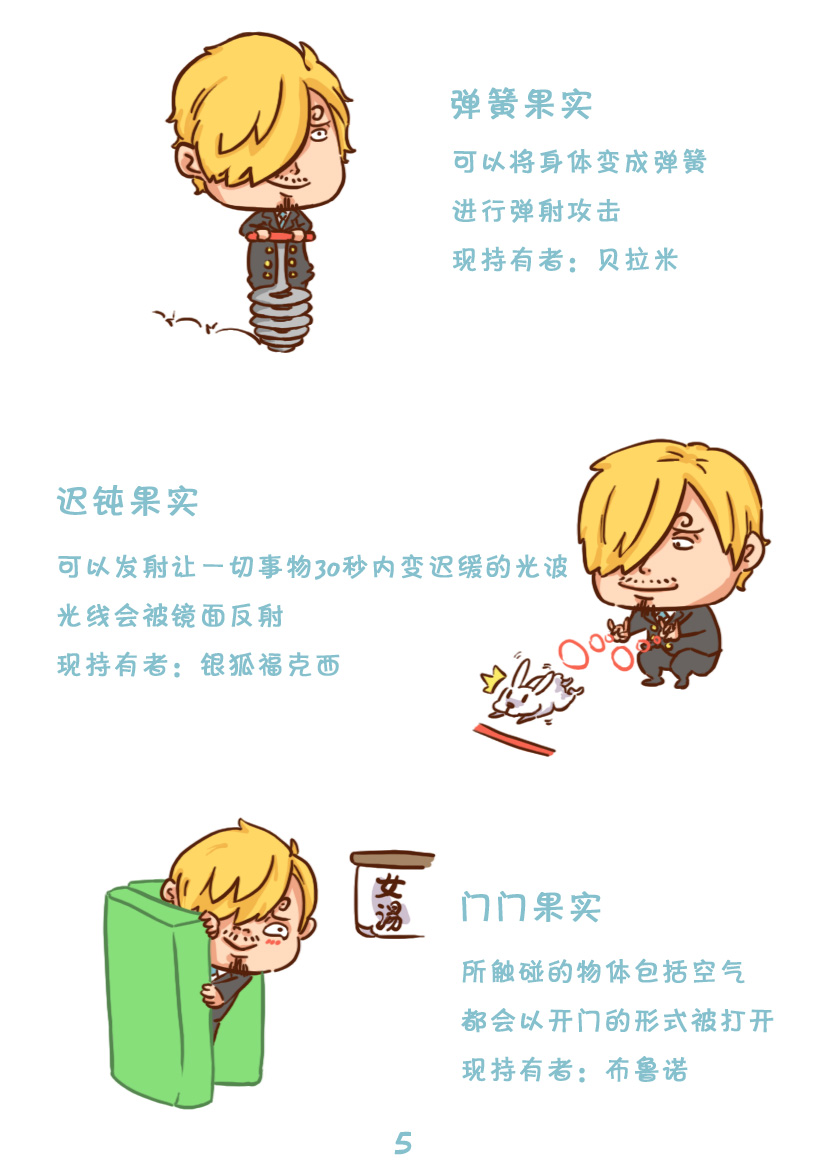 弹簧果实
可以将身体变成弹簧
进行弹射攻击
现持有者：贝拉米
迟钝果实
可以发射让一切事物30秒内变迟缓的光波
光线会被镜面反射
现持有者：银狐福克西
女
湯
门门果实
所触碰的物体包括空气
都会以开门的形式被打开
现持有者：布鲁诺
5